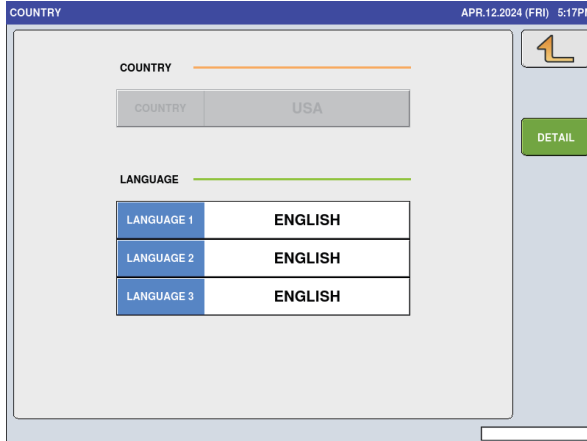 COUNTRY APR.12.2024 (FRI) 5:17PM
COUNTRY
COUNTRY USA
DETAIL
LANGUAGE
LANGUAGE 1 ENGLISH
LANGUAGE 2 ENGLISH
LANGUAGE 3 ENGLISH